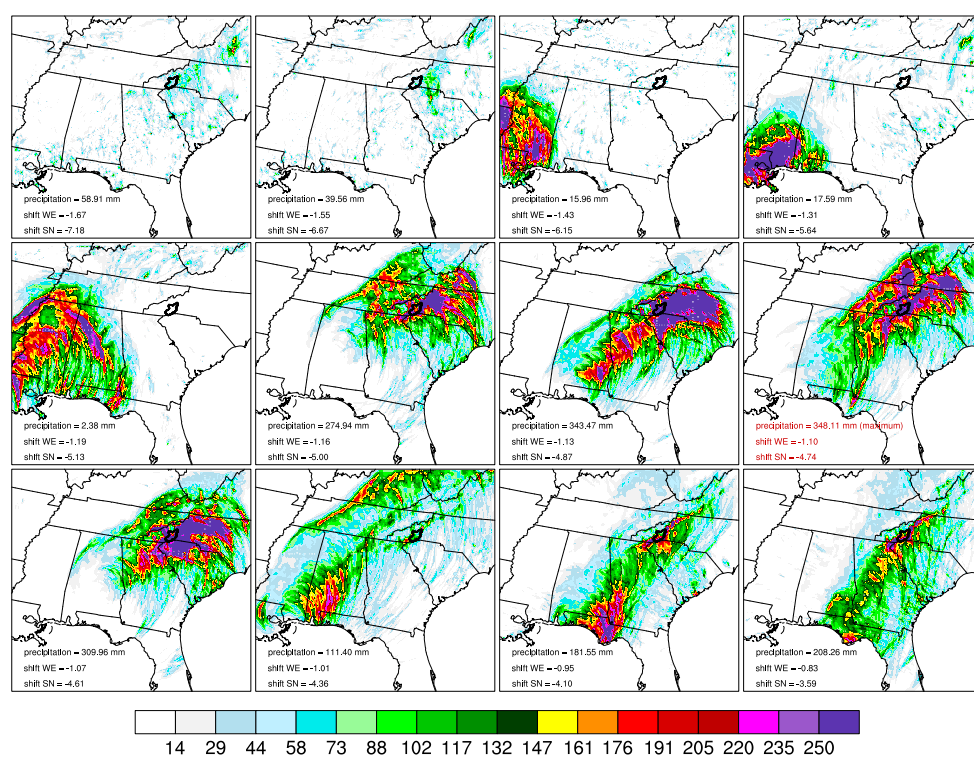 precipitation = 58.91 mm
shift WE = -1.67
shift SN = -7.18
precipitation = 39.56 mm
shift WE = -1.55
shift SN = -6.67
precipitation = 15.96 mm
shift WE = -1.43
shift SN = -6.15
precipitation = 17.59 mm
shift WE = -1.31
shift SN = -5.64
precipitation = 2.38 mm
shift WE = -1.19
shift SN = -5.13
precipitation = 274.94 mm
shift WE = -1.16
shift SN = -5.00
precipitation = 343.47 mm
shift WE = -1.13
shift SN = -4.87
precipitation = 348.11 mm (maximum)
shift WE = -1.10
shift SN = -4.74
precipitation = 309.96 mm
shift WE = -1.07
shift SN = -4.61
precipitation = 111.40 mm
shift WE = -1.01
shift SN = -4.36
precipitation = 181.55 mm
shift WE = -0.95
shift SN = -4.10
precipitation = 208.26 mm
shift WE = -0.83
shift SN = -3.59
14 29 44 58 73 88 102 117 132 147 161 176 191 205 220 235 250